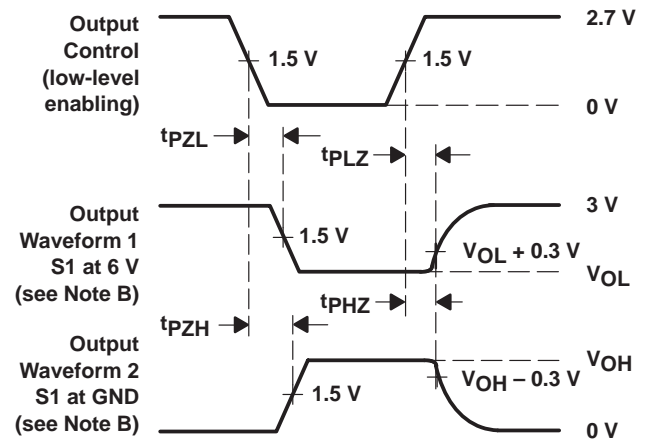 Output
Control
(low-level
enabling)
1.5 V
1.5 V
2.7 V
0 V
tPZL
tPLZ
Output
Waveform 1
S1 at 6 V
(see Note B)
1.5 V
3 V
VOL + 0.3 V
VOL
tPHZ
tPZH
Output
Waveform 2
S1 at GND
(see Note B)
1.5 V
VOH
VOH – 0.3 V
0 V